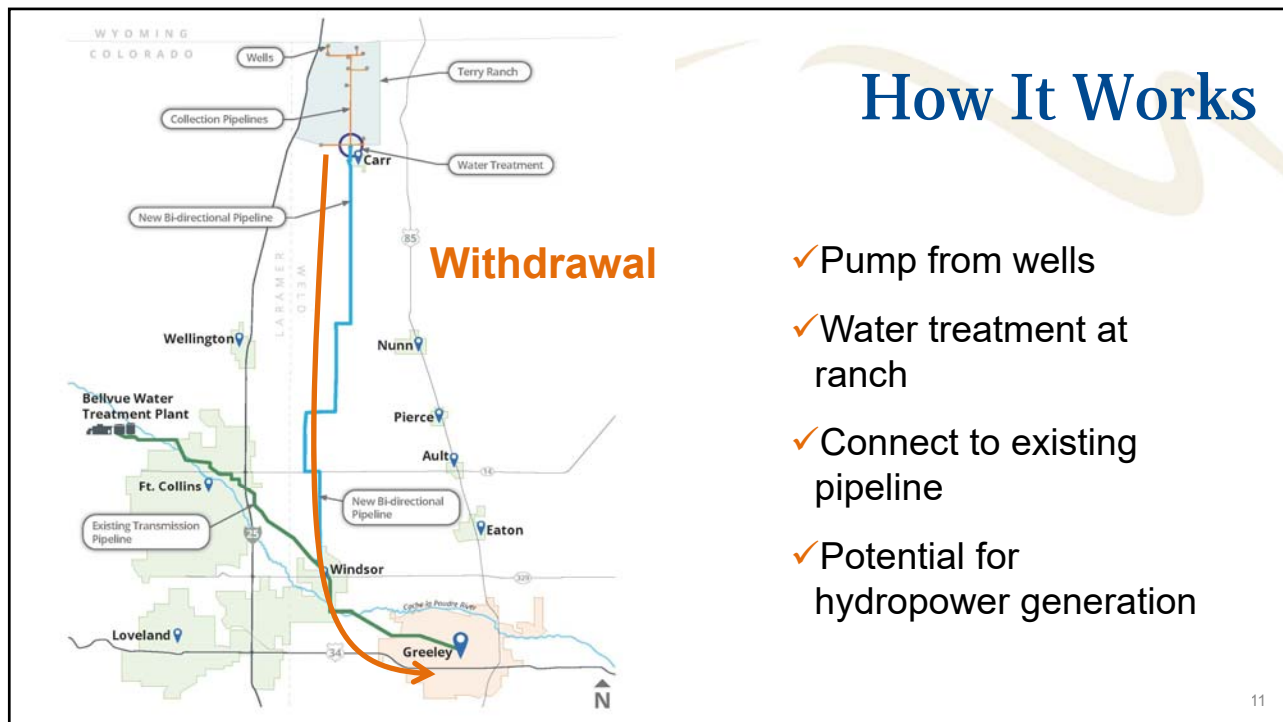 WYOMING
COLORADO
Wells
Terry Ranch
Collection Pipelines
Water Treatment
Carr
New Bi-directional Pipeline
85
LARAMER
WELD
Wellington
Nunn
Bellvue Water
Treatment Plant
Pierce
Ault
14
Ft. Collins
New Bi-directional
Pipeline
Existing Transmission
Pipeline
25
Eaton
Windsor
Cache la Poudre River
Loveland
34
Greeley
N
Withdrawal
How It Works
✓Pump from wells
✓Water treatment at
ranch
✓Connect to existing
pipeline
✓Potential for
hydropower generation
11